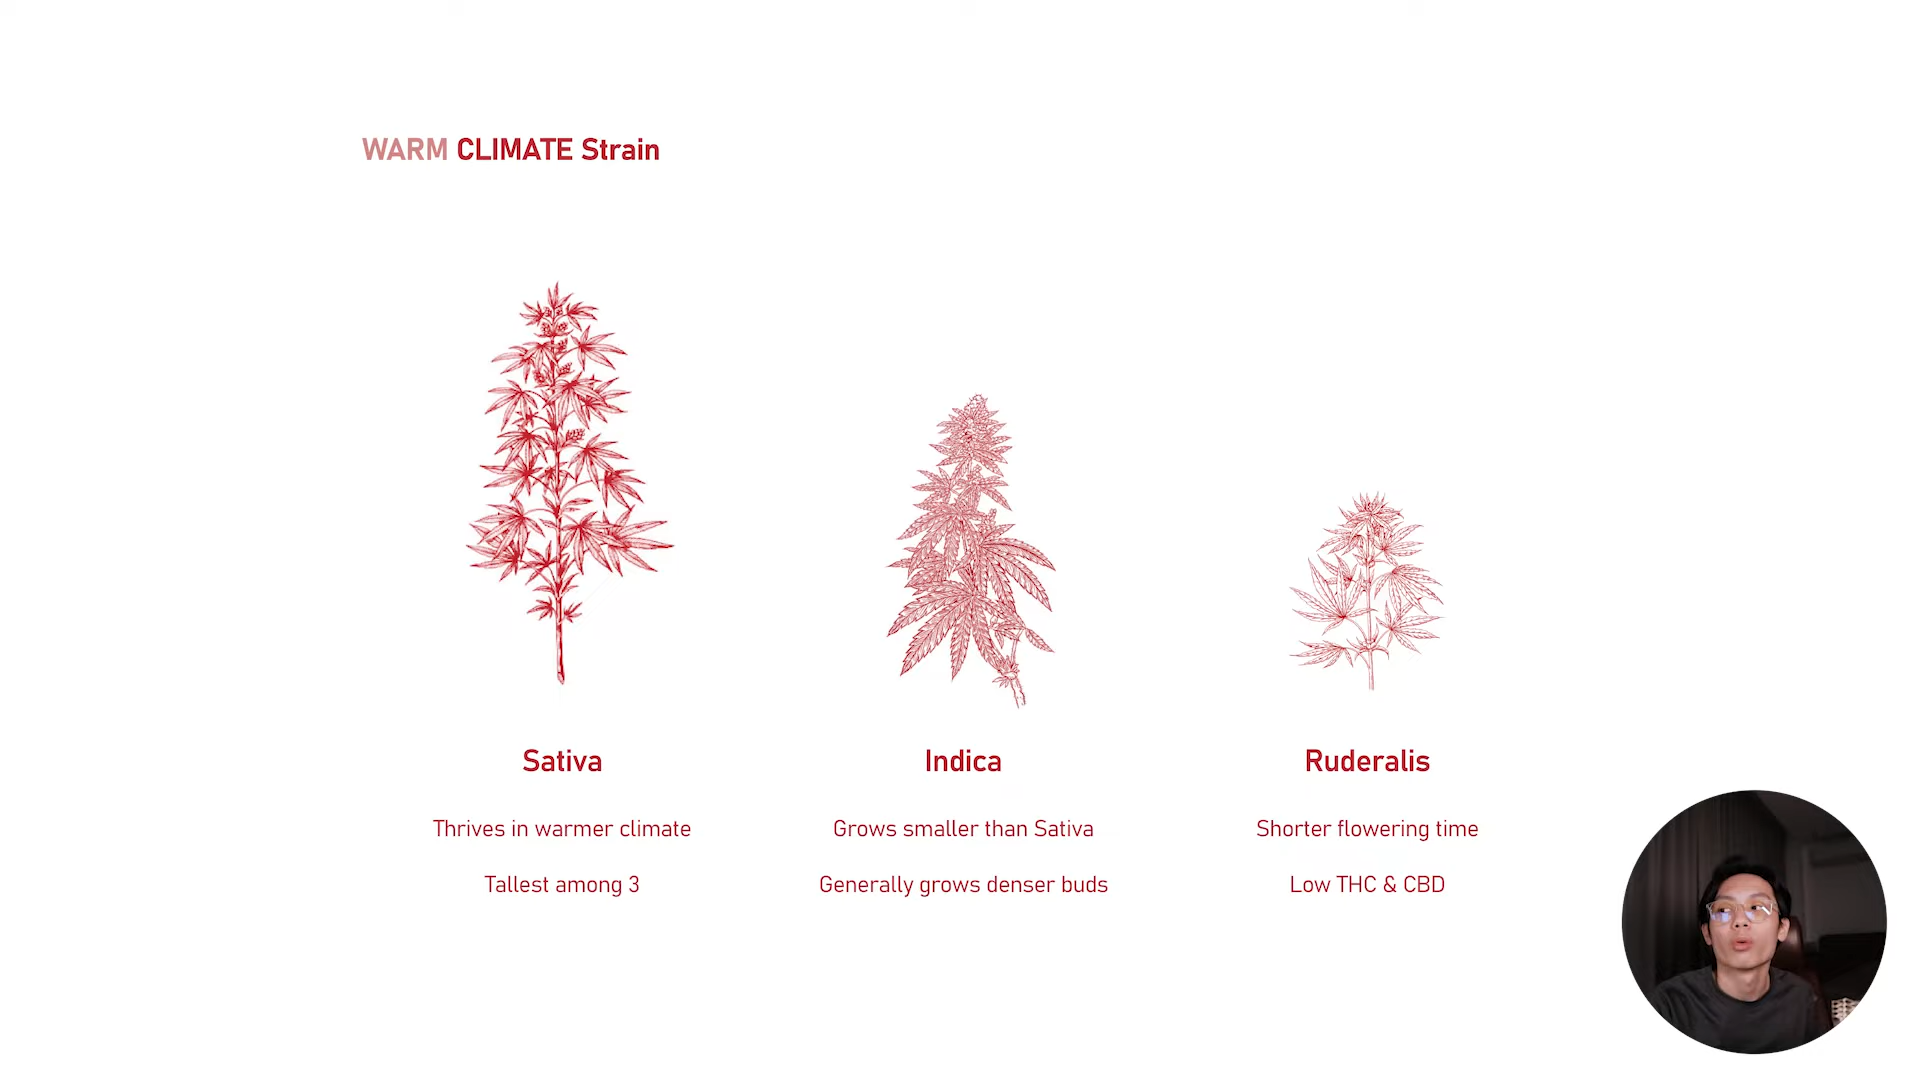 WARM CLIMATE Strain
Sativa
Thrives in warmer climate
Tallest among 3
Indica
Grows smaller than Sativa
Generally grows denser buds
Ruderalis
Shorter flowering time
Low THC & CBD